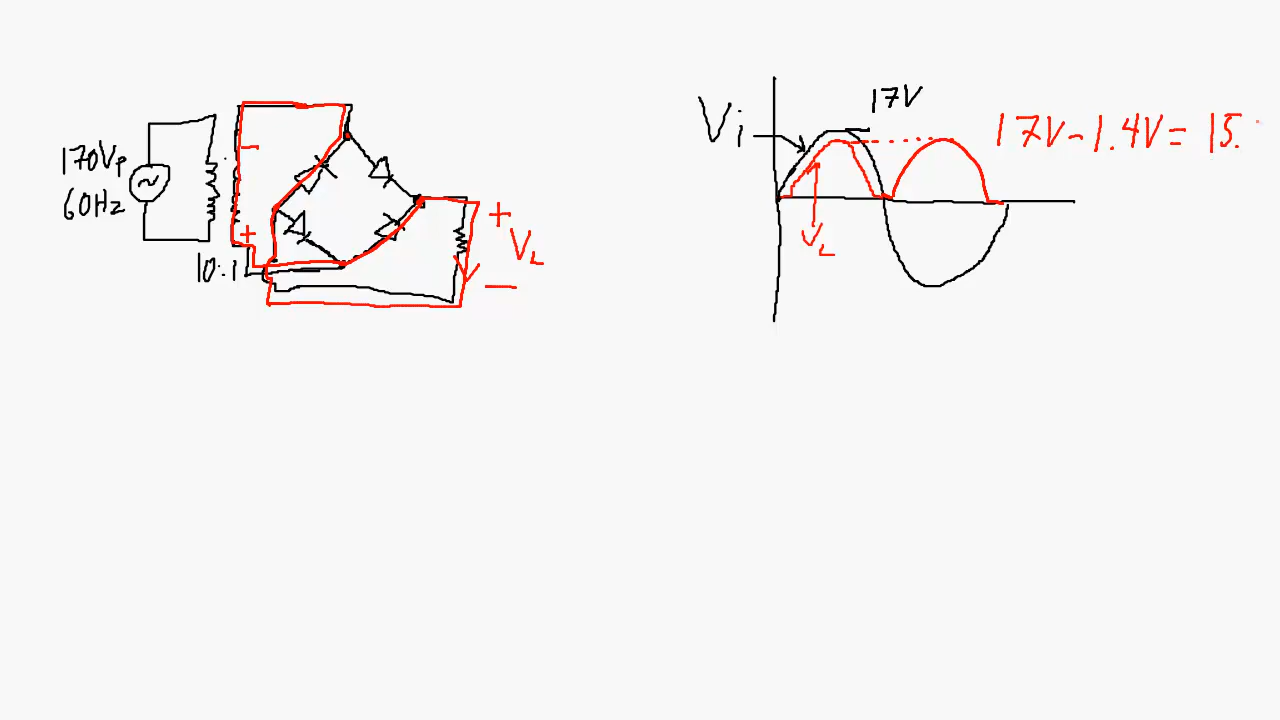 170Vp
60Hz
10:1
−
+
+
VL
−
Vi
17V
17V - 1.4V = 15.
VL